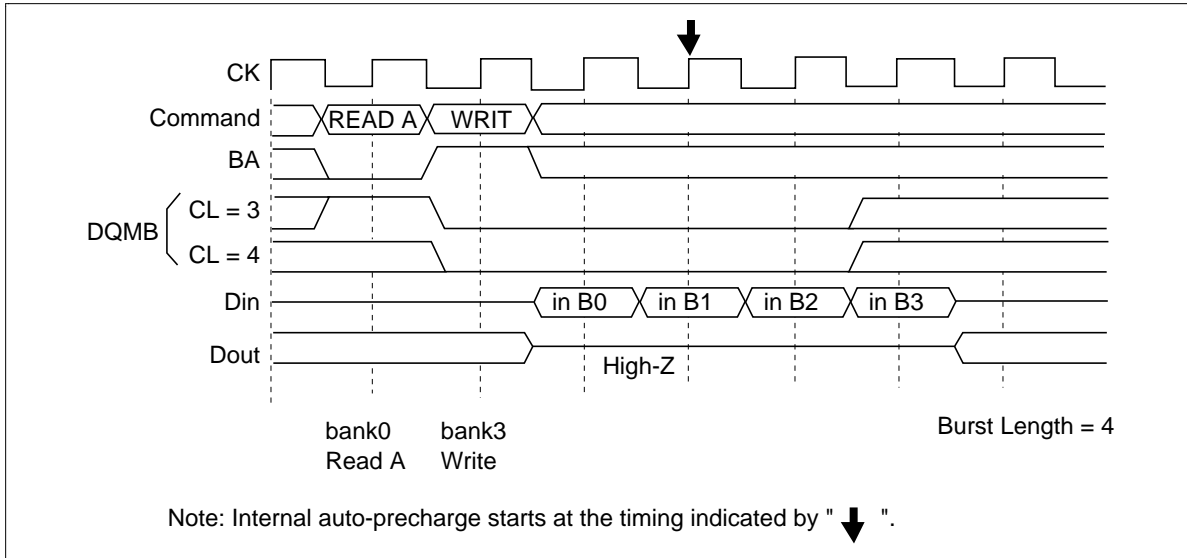 CK
Command READ A WRIT
BA
DQMB
CL = 3
CL = 4
Din in B0 in B1 in B2 in B3
Dout High-Z
bank0 bank3 Burst Length = 4
Read A Write
Note: Internal auto-precharge starts at the timing indicated by " ".